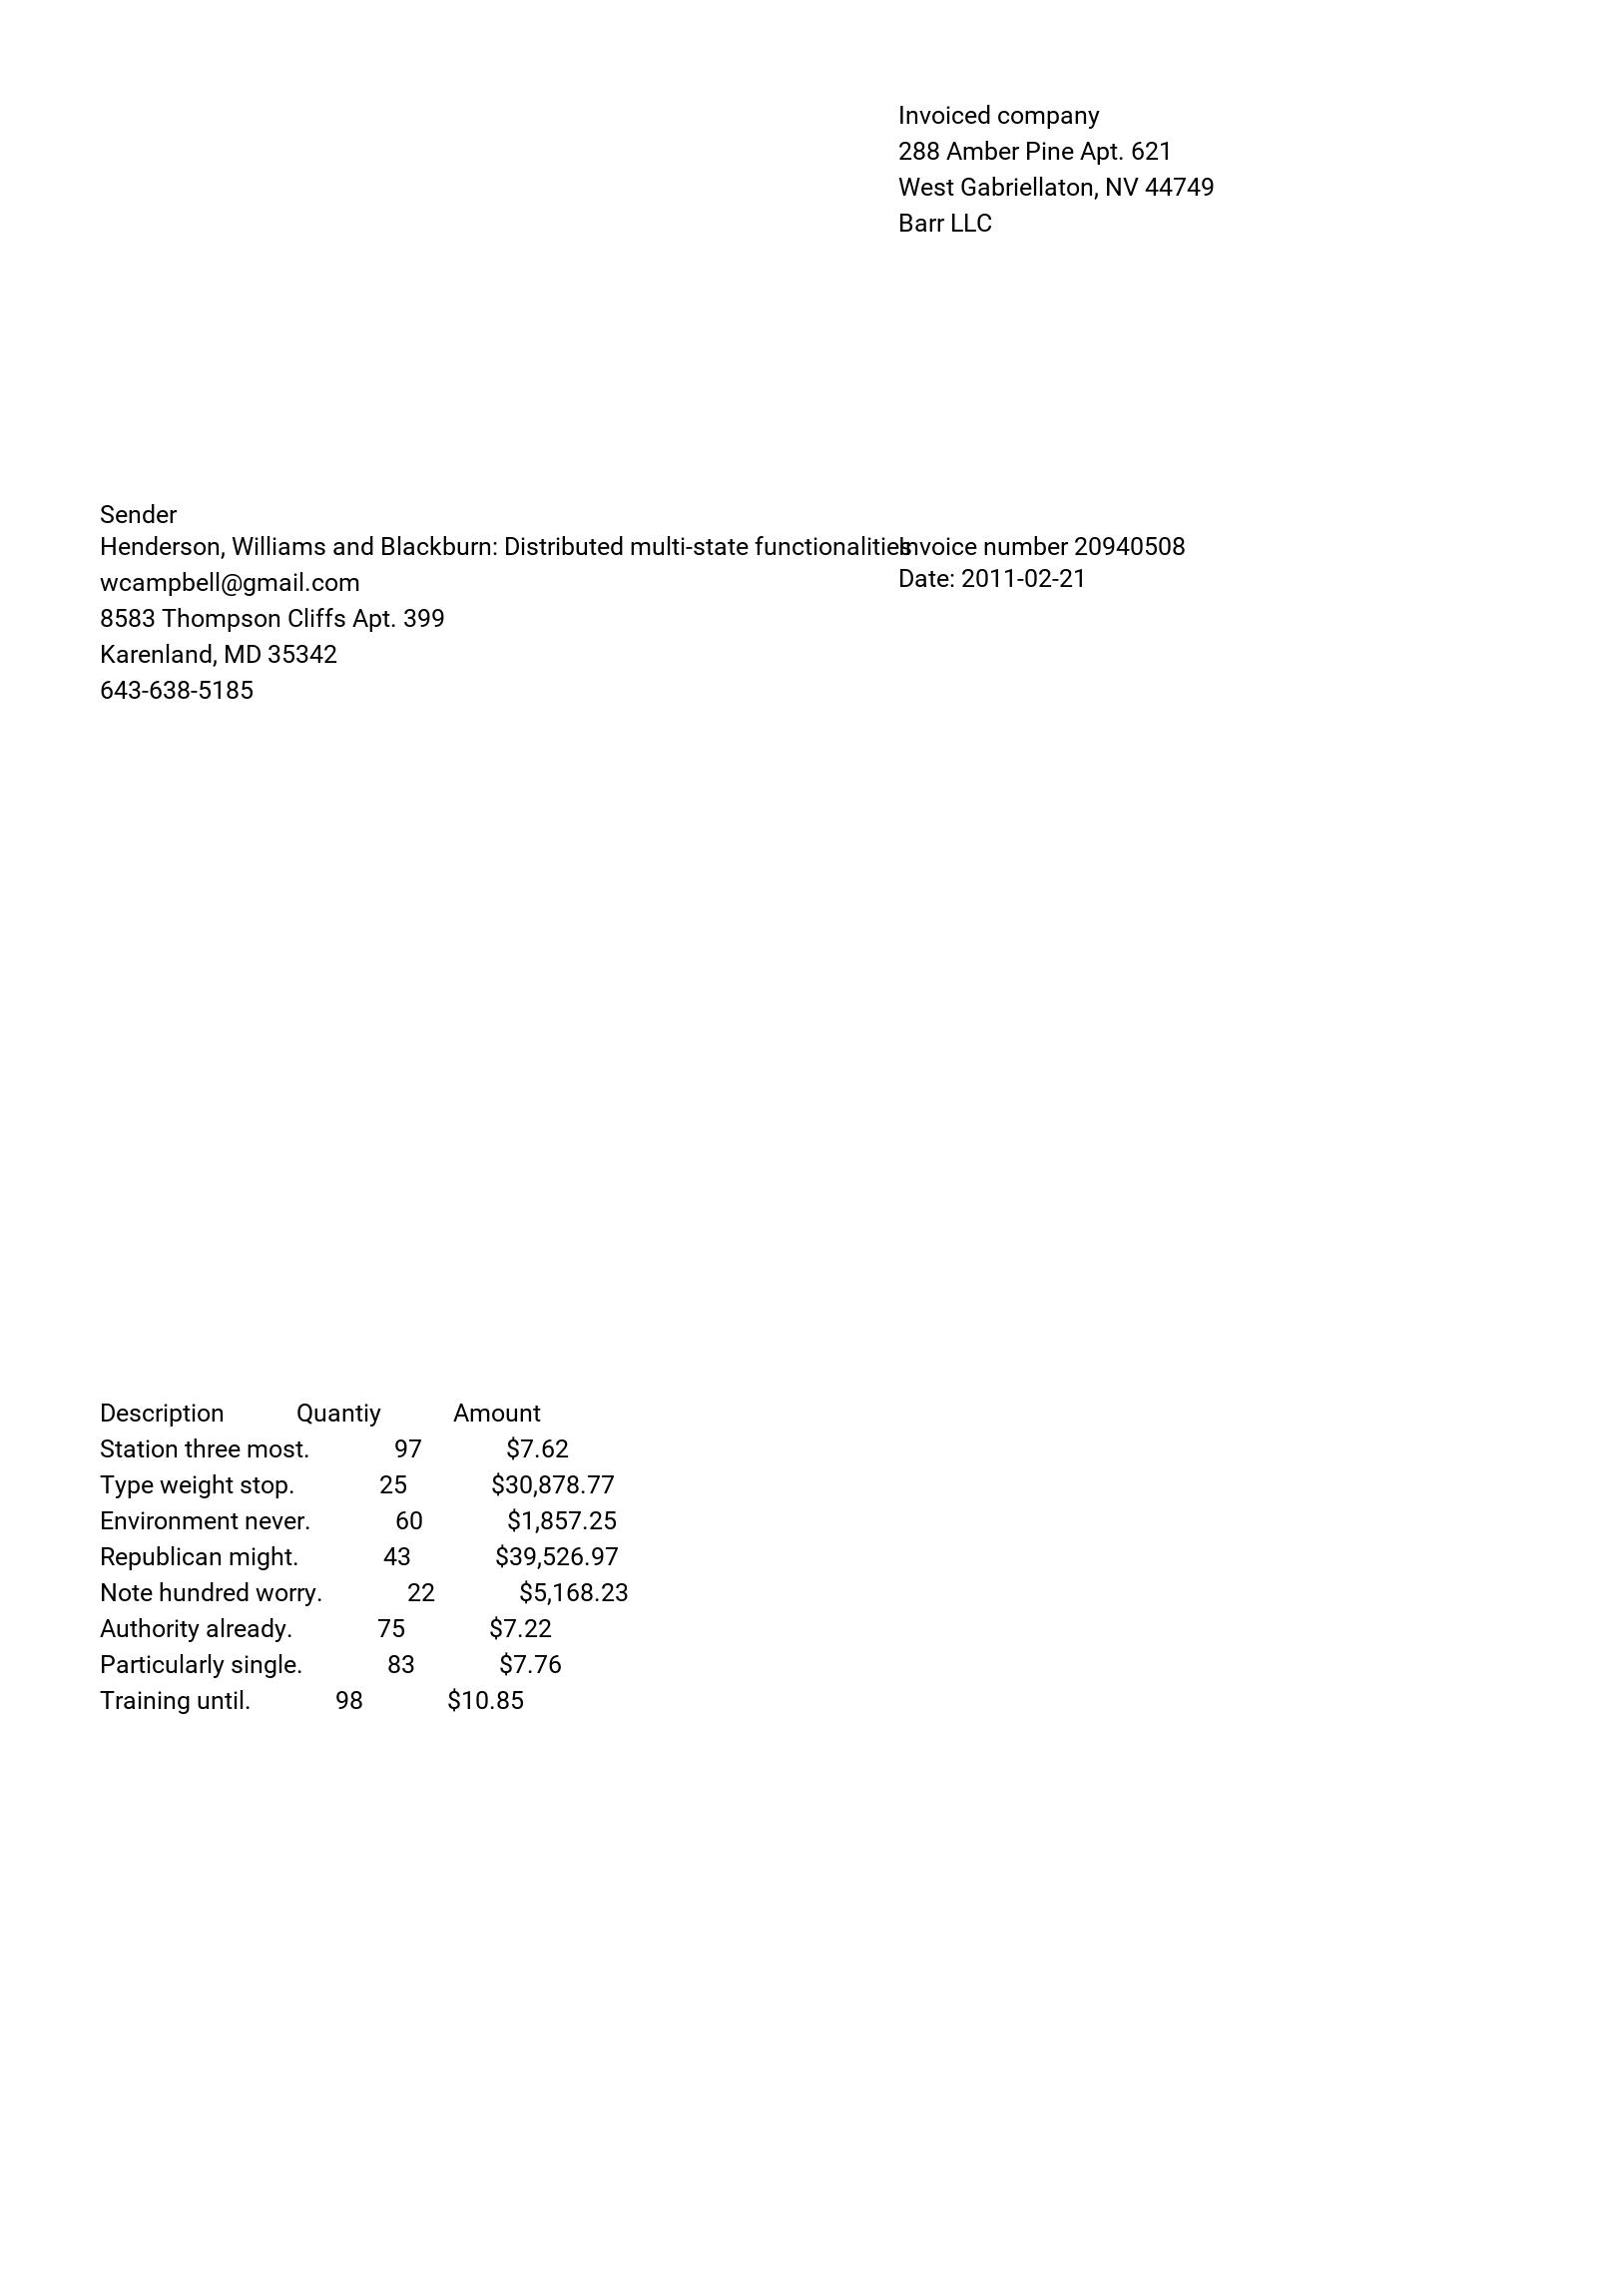 Invoiced company
288 Amber Pine Apt. 621
West Gabriellaton, NV 44749
Barr LLC
Sender
Henderson, Williams and Blackburn: Distributed multi-state functionalities
Invoice number 20940508
wcampbell@gmail.com
Date: 2011-02-21
8583 Thompson Cliffs Apt. 399
Karenland, MD 35342
643-638-5185
Description Quantiy Amount
Station three most. 97 $7.62
Type weight stop. 25 $30,878.77
Environment never. 60 $1,857.25
Republican might. 43 $39,526.97
Note hundred worry. 22 $5,168.23
Authority already. 75 $7.22
Particularly single. 83 $7.76
Training until. 98 $10.85